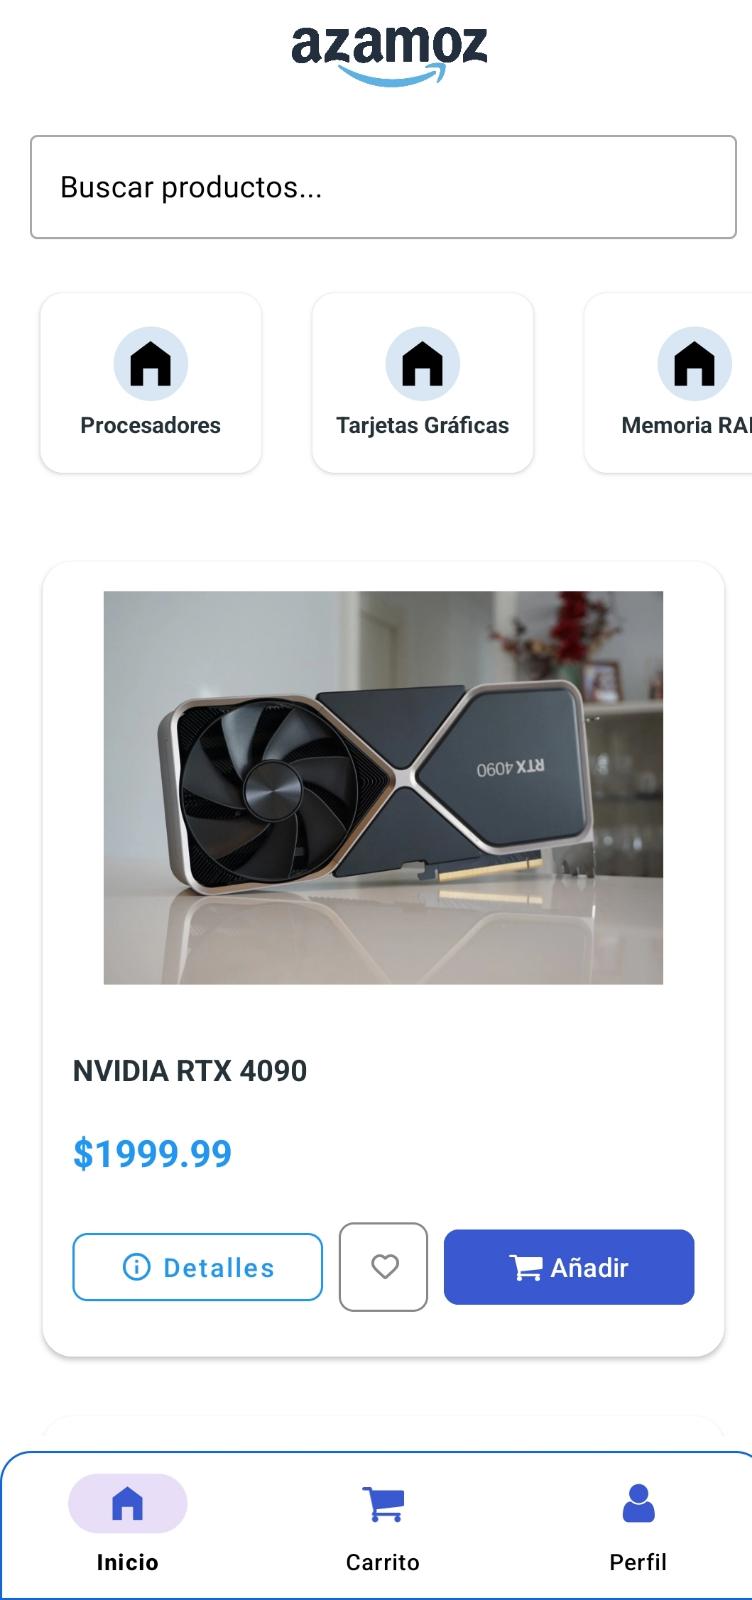 azamoz
Buscar productos...
Procesadores
Tarjetas Gráficas
Memoria RA
RTX 4090
NVIDIA RTX 4090
$1999.99
Detalles
Añadir
Inicio
Carrito
Perfil